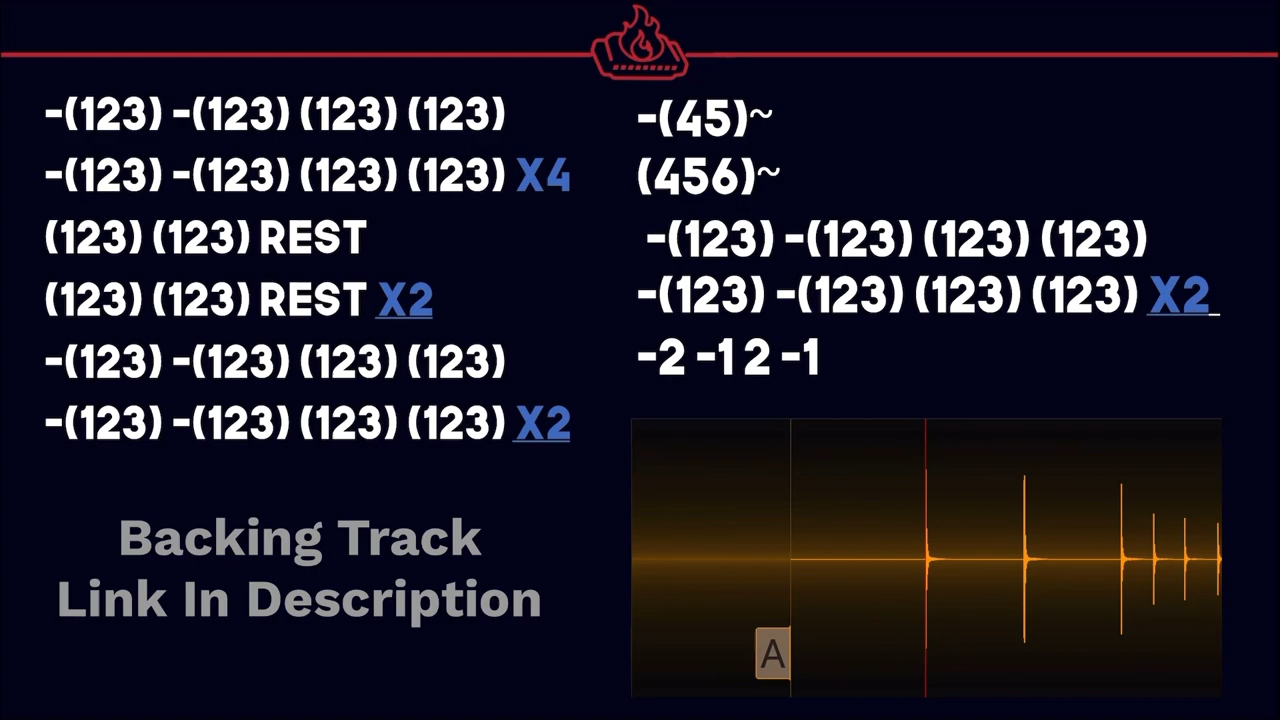 -(123) -(123) (123) (123)
-(123) -(123) (123) (123) X4
(123) (123) REST
(123) (123) REST X2
-(123) -(123) (123) (123)
-(123) -(123) (123) (123) X2
Backing Track
Link In Description
-(45)~
(456)~
-(123) -(123) (123) (123)
-(123) -(123) (123) (123) X2_
-2 -1 2 -1
A